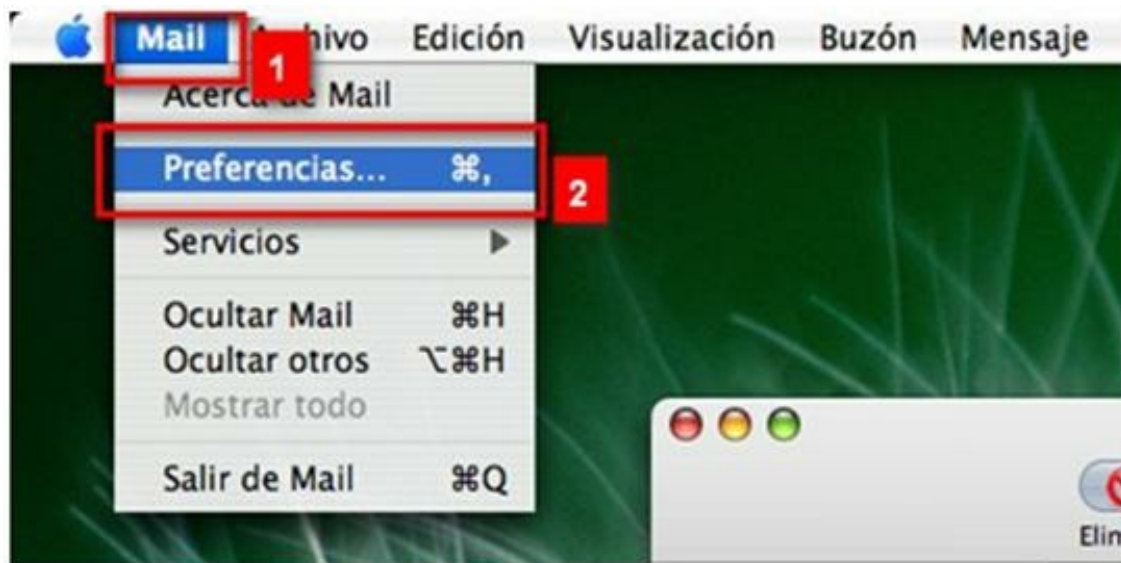 Mail hivo Edición Visualización Buzón Mensaje
1
Acerca de Mail
Preferencias... ⌘,
2
Servicios
Ocultar Mail ⌘H
Ocultar otros ⌥⌘H
Mostrar todo
Salir de Mail ⌘Q
Elim